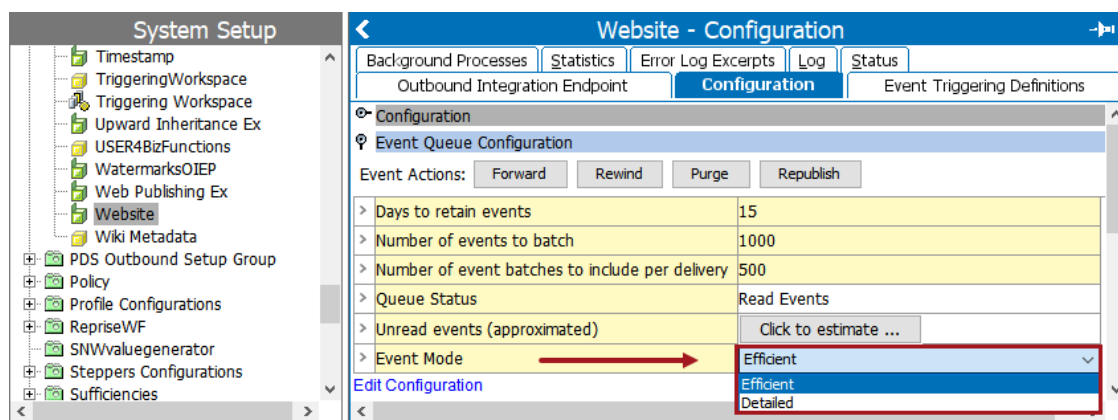 System Setup
Timestamp
TriggeringWorkspace
Triggering Workspace
Upward Inheritance Ex
USER4BizFunctions
WatermarksOIEP
Web Publishing Ex
Website
Wiki Metadata
PDS Outbound Setup Group
Policy
Profile Configurations
RepriseWF
SNWvaluegenerator
Steppers Configurations
Sufficiencies
Website - Configuration
Background Processes Statistics Error Log Excerpts Log Status
Outbound Integration Endpoint Configuration Event Triggering Definitions
Configuration
Event Queue Configuration
Event Actions: Forward Rewind Purge Republish
> Days to retain events 15
> Number of events to batch 1000
> Number of event batches to include per delivery 500
> Queue Status Read Events
> Unread events (approximated) Click to estimate ...
> Event Mode Efficient
Edit Configuration Efficient
Detailed